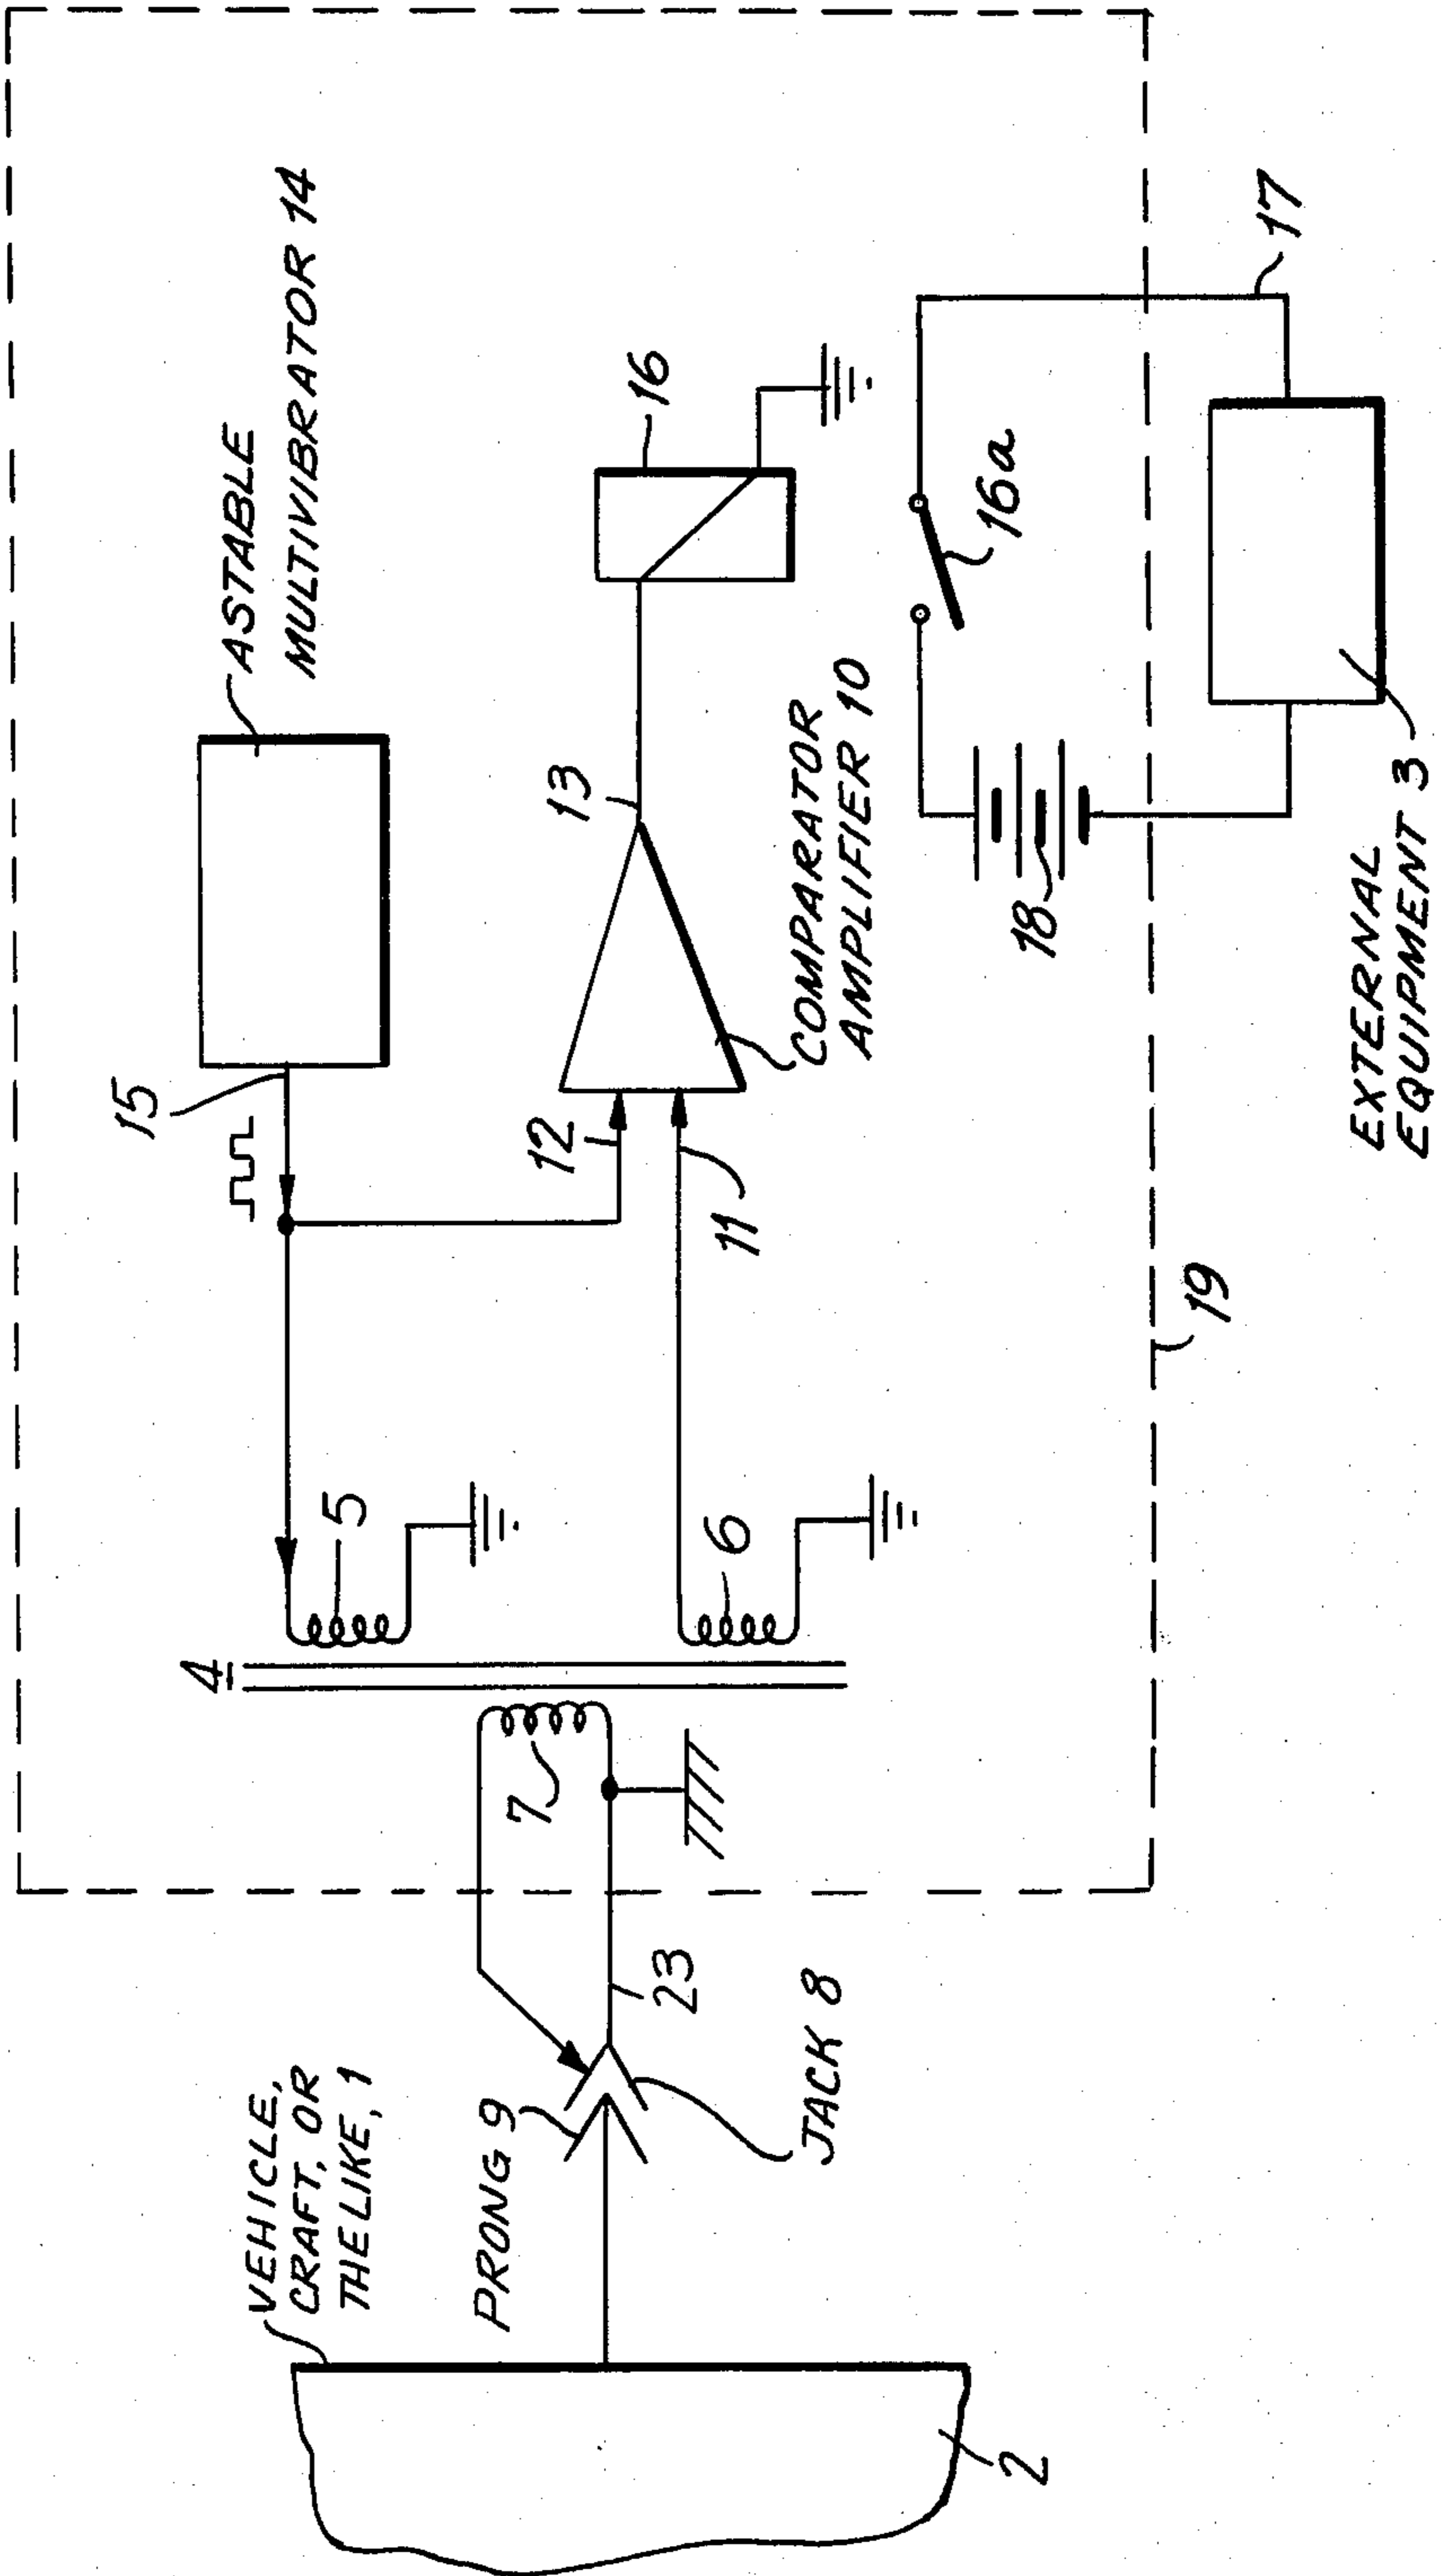 VEHICLE,
CRAFT, OR
THE LIKE, 1
2
PRONG 9
JACK 8
23
7
4
5
6
19
15
12
11
ASTABLE
MULTIVIBRATOR 14
13
COMPARATOR
AMPLIFIER 10
16
16a
18
17
EXTERNAL
EQUIPMENT 3